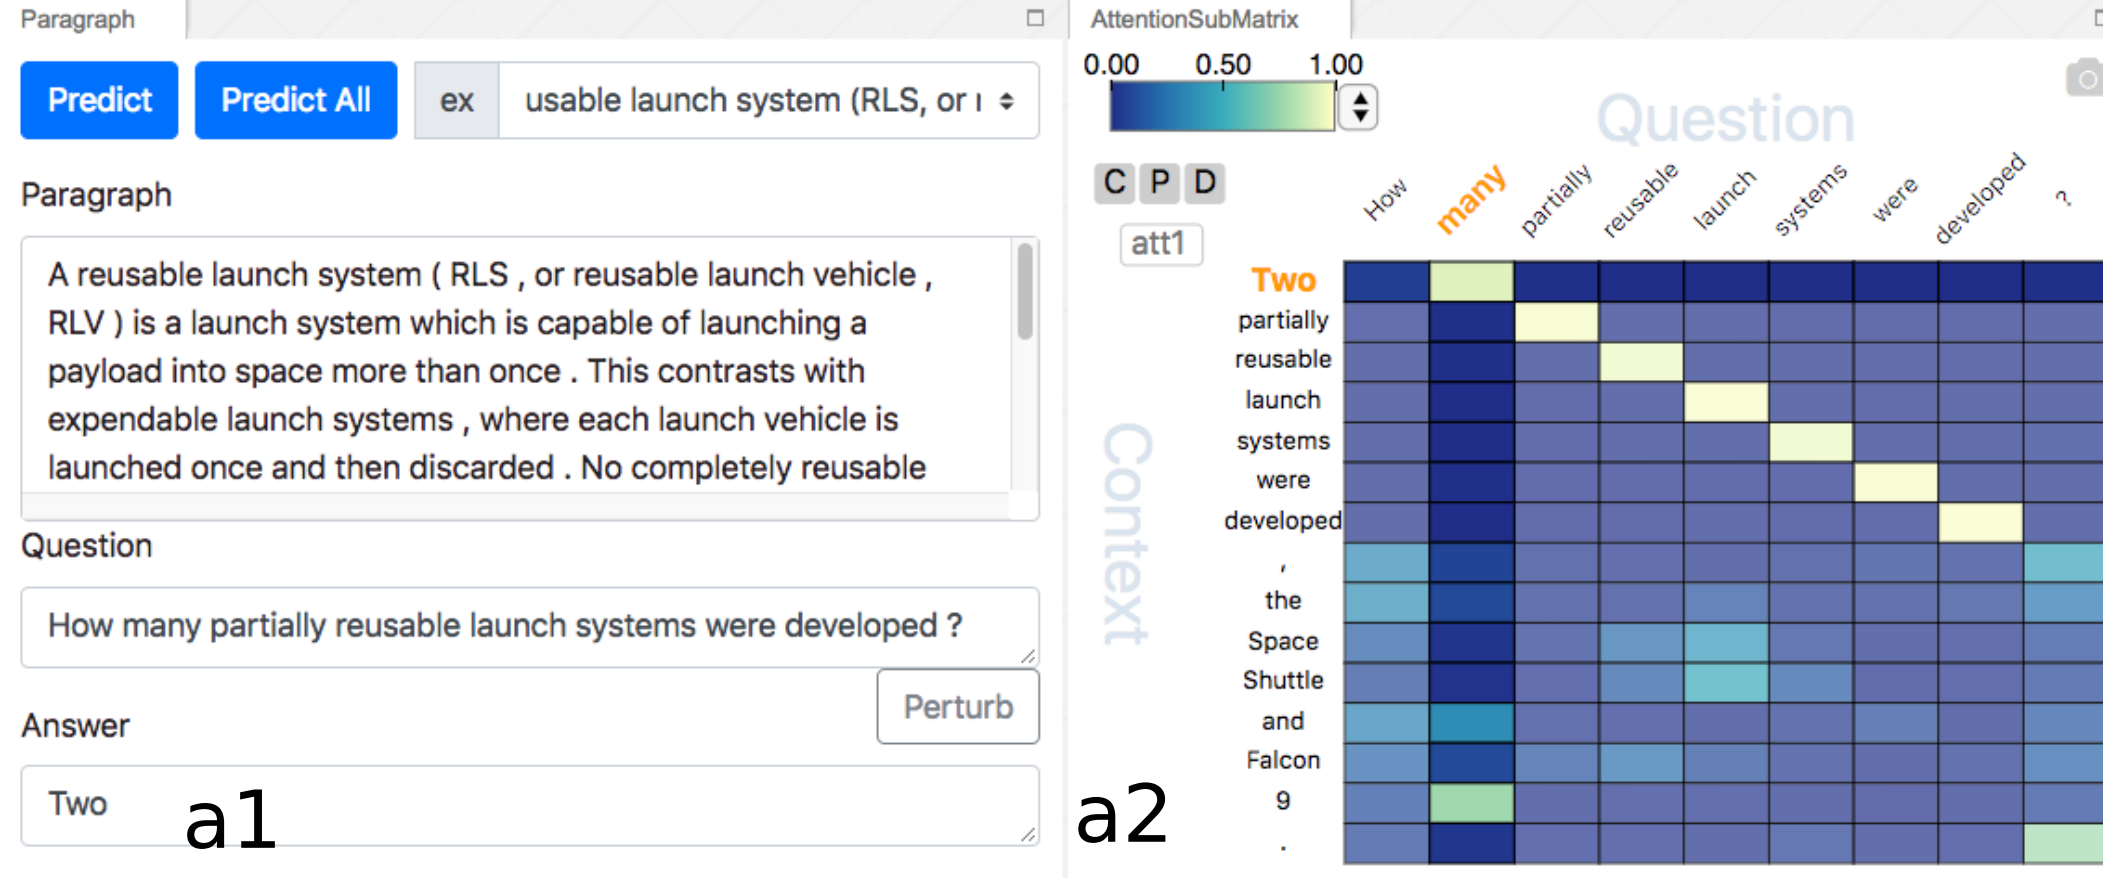 Paragraph
Predict
Predict All
ex
usable launch system (RLS, or r
Paragraph
A reusable launch system ( RLS , or reusable launch vehicle ,
RLV ) is a launch system which is capable of launching a
payload into space more than once . This contrasts with
expendable launch systems , where each launch vehicle is
launched once and then discarded . No completely reusable
Question
How many partially reusable launch systems were developed ?
Perturb
Answer
Two
a1
AttentionSubMatrix
0.00 0.50 1.00
Question
C P D
att1
How many partially reusable launch systems were developed ?
Context
Two
partially
reusable
launch
systems
were
developed
,
the
Space
Shuttle
and
Falcon
9
.
a2